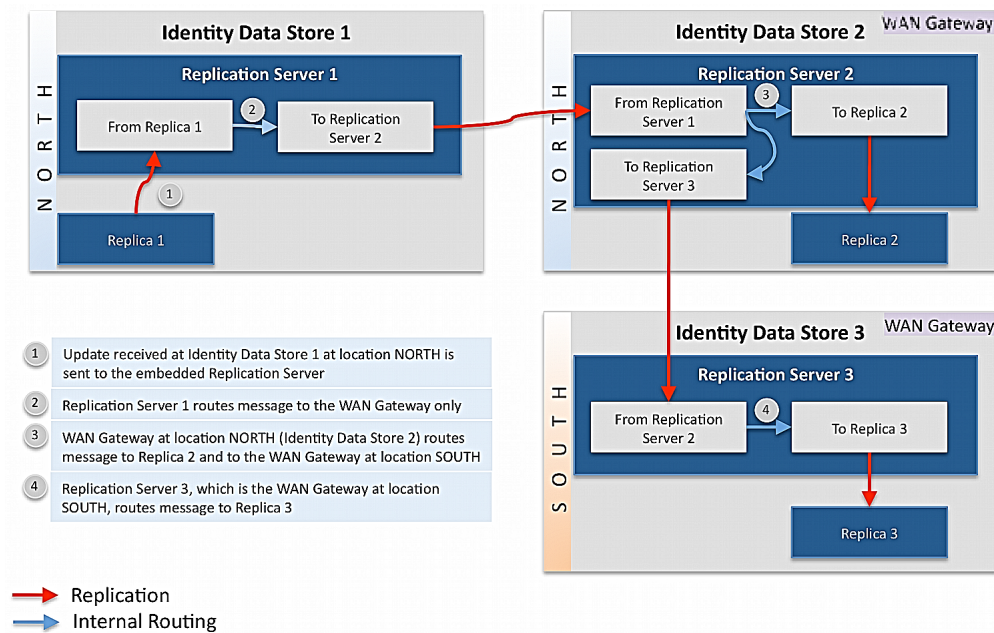 Identity Data Store 1
NORTH
Replication Server 1
From Replica 1
2
To Replication
Server 2
1
Replica 1
Identity Data Store 2
WAN Gateway
NORTH
Replication Server 2
From Replication
Server 1
3
To Replica 2
To Replication
Server 3
Replica 2
Identity Data Store 3
WAN Gateway
SOUTH
Replication Server 3
From Replication
Server 2
4
To Replica 3
Replica 3
1 Update received at Identity Data Store 1 at location NORTH is
sent to the embedded Replication Server
2 Replication Server 1 routes message to the WAN Gateway only
3 WAN Gateway at location NORTH (Identity Data Store 2) routes
message to Replica 2 and to the WAN Gateway at location SOUTH
4 Replication Server 3, which is the WAN Gateway at location
SOUTH, routes message to Replica 3
Replication
Internal Routing